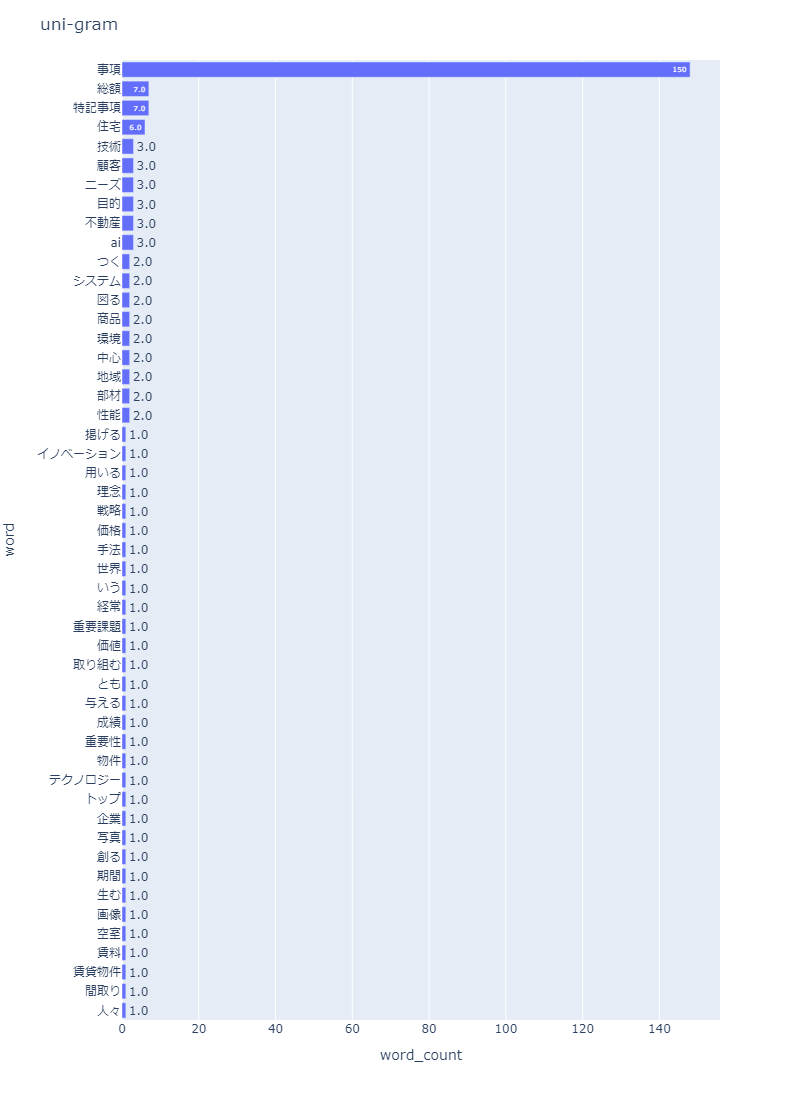 uni-gram
事項 150
総額 7.0
特記事項 7.0
住宅 6.0
技術 3.0
顧客 3.0
ニーズ 3.0
目的 3.0
不動産 3.0
ai 3.0
つく 2.0
システム 2.0
図る 2.0
商品 2.0
環境 2.0
中心 2.0
地域 2.0
部材 2.0
性能 2.0
掲げる 1.0
イノベーション 1.0
用いる 1.0
理念 1.0
戦略 1.0
価格 1.0
手法 1.0
世界 1.0
いう 1.0
経常 1.0
重要課題 1.0
価値 1.0
取り組む 1.0
とも 1.0
与える 1.0
成績 1.0
重要性 1.0
物件 1.0
テクノロジー 1.0
トップ 1.0
企業 1.0
写真 1.0
創る 1.0
期間 1.0
生む 1.0
画像 1.0
空室 1.0
賃料 1.0
賃貸物件 1.0
間取り 1.0
人々 1.0
0 20 40 60 80 100 120 140
word_count
word